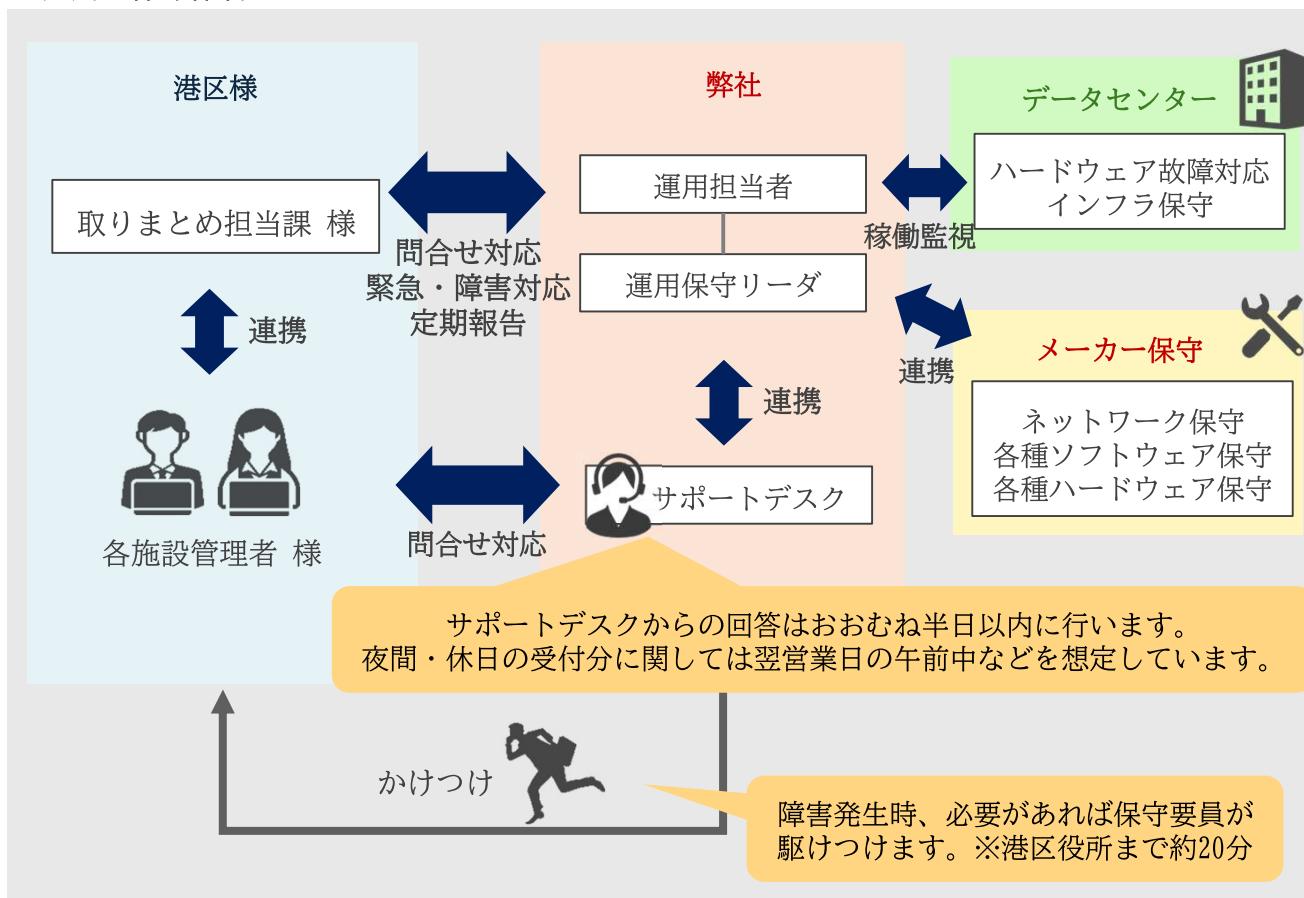 港区様
取りまとめ担当課 様
連携
各施設管理者 様
問合せ対応
緊急・障害対応
定期報告
問合せ対応
弊社
運用担当者
運用保守リーダ
連携
サポートデスク
稼働監視
連携
データセンター
ハードウェア故障対応
インフラ保守
メーカー保守
ネットワーク保守
各種ソフトウェア保守
各種ハードウェア保守
サポートデスクからの回答はおおむね半日以内に行います。
夜間・休日の受付分に関しては翌営業日の午前中などを想定しています。
かけつけ
障害発生時、必要があれば保守要員が
駆けつけます。※港区役所まで約20分